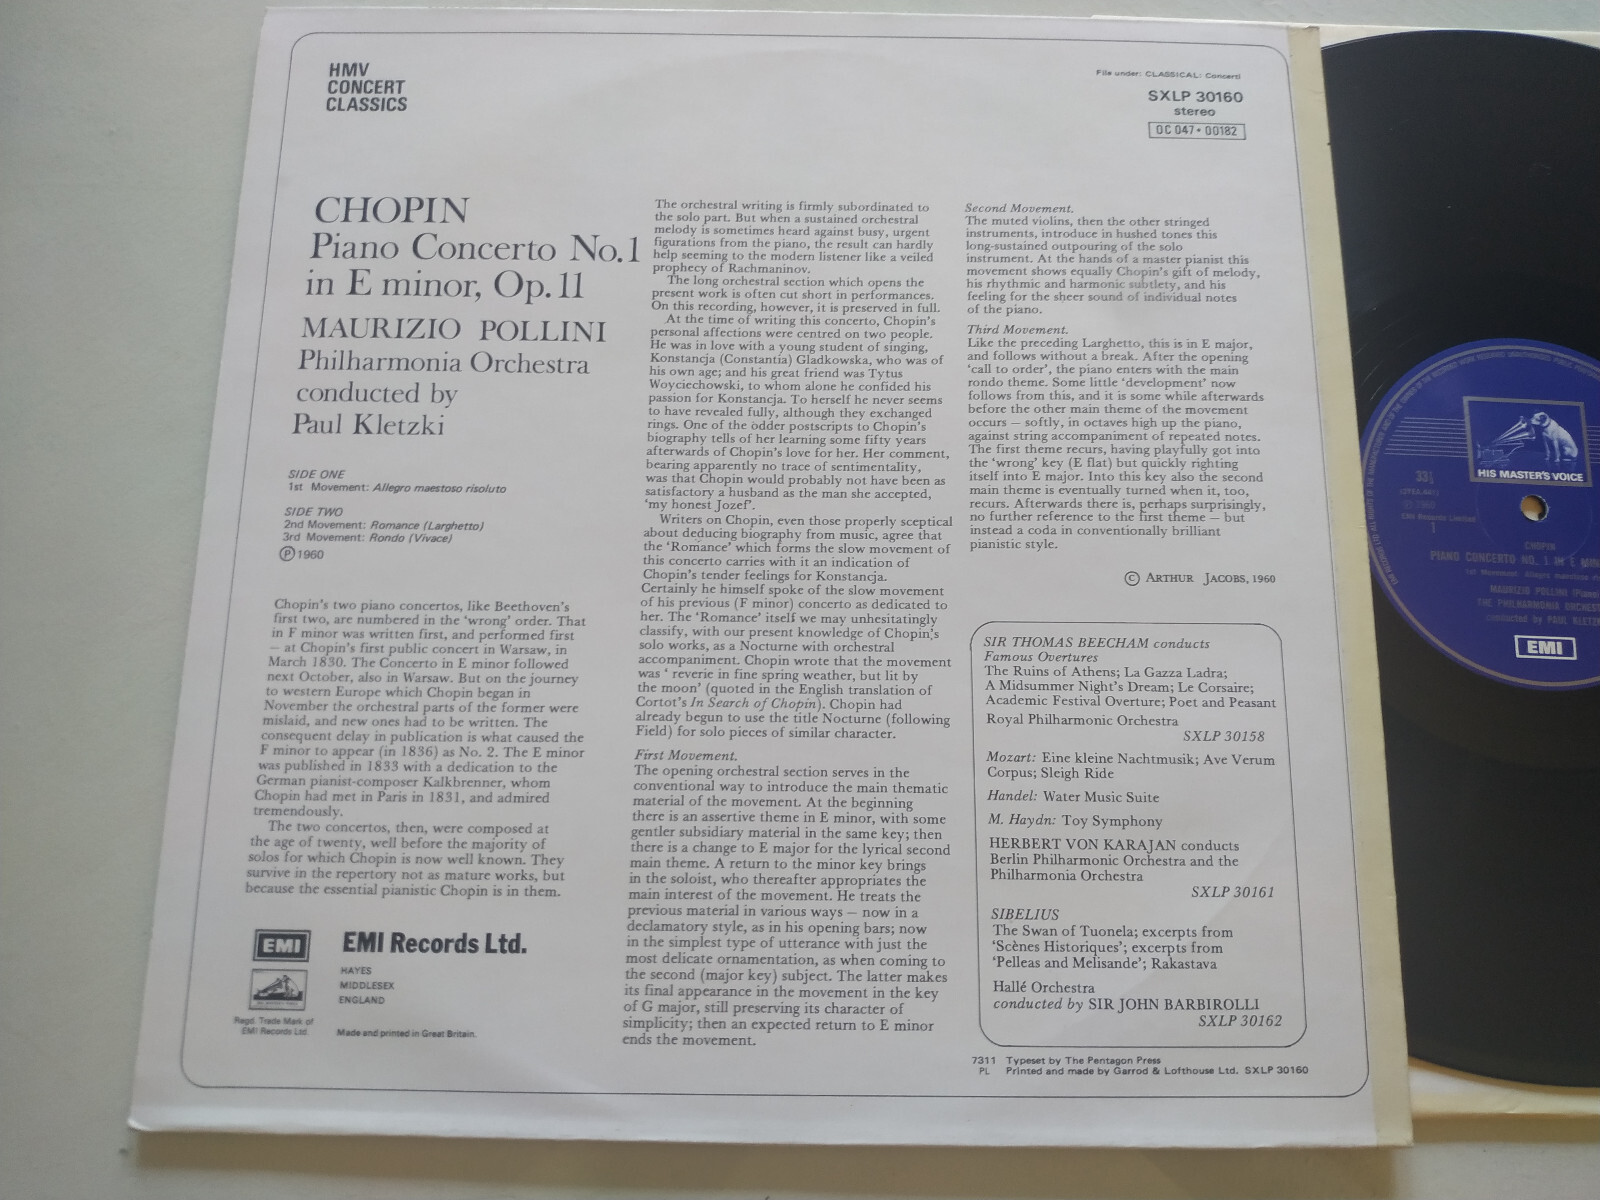 HMV
CONCERT
CLASSICS
File under: CLASSICAL: Concerti
SXLP 30160
stereo
OC 047 • 00182
CHOPIN
Piano Concerto No.1
in E minor, Op.11
MAURIZIO POLLINI
Philharmonia Orchestra
conducted by
Paul Kletzki
SIDE ONE
1st Movement: Allegro maestoso risoluto
SIDE TWO
2nd Movement: Romance (Larghetto)
3rd Movement: Rondo (Vivace)
Ⓟ 1960
Chopin's two piano concertos, like Beethoven's
first two, are numbered in the 'wrong' order. That
in F minor was written first, and performed first
— at Chopin's first public concert in Warsaw, in
March 1830. The Concerto in E minor followed
next October, also in Warsaw. But on the journey
to western Europe which Chopin began in
November the orchestral parts of the former were
mislaid, and new ones had to be written. The
consequent delay in publication is what caused the
F minor to appear (in 1836) as No. 2. The E minor
was published in 1833 with a dedication to the
German pianist-composer Kalkbrenner, whom
Chopin had met in Paris in 1831, and admired
tremendously.
The two concertos, then, were composed at
the age of twenty, well before the majority of
solos for which Chopin is now well known. They
survive in the repertory not as mature works, but
because the essential pianistic Chopin is in them.
EMI
EMI Records Ltd.
HAYES
MIDDLESEX
ENGLAND
Regd. Trade Mark of
EMI Records Ltd.
Made and printed in Great Britain.
The orchestral writing is firmly subordinated to
the solo part. But when a sustained orchestral
melody is sometimes heard against busy, urgent
figurations from the piano, the result can hardly
help seeming to the modern listener like a veiled
prophecy of Rachmaninov.
The long orchestral section which opens the
present work is often cut short in performances.
On this recording, however, it is preserved in full.
At the time of writing this concerto, Chopin's
personal affections were centred on two people.
He was in love with a young student of singing,
Konstancja (Constantia) Gladkowska, who was of
his own age; and his great friend was Tytus
Woyciechowski, to whom alone he confided his
passion for Konstancja. To herself he never seems
to have revealed fully, although they exchanged
rings. One of the odder postscripts to Chopin's
biography tells of her learning some fifty years
afterwards of Chopin's love for her. Her comment,
bearing apparently no trace of sentimentality,
was that Chopin would probably not have been as
satisfactory a husband as the man she accepted,
'my honest Jozef'.
Writers on Chopin, even those properly sceptical
about deducing biography from music, agree that
the 'Romance' which forms the slow movement of
this concerto carries with it an indication of
Chopin's tender feelings for Konstancja.
Certainly he himself spoke of the slow movement
of his previous (F minor) concerto as dedicated to
her. The 'Romance' itself we may unhesitatingly
classify, with our present knowledge of Chopin's
solo works, as a Nocturne with orchestral
accompaniment. Chopin wrote that the movement
was ' reverie in fine spring weather, but lit by
the moon' (quoted in the English translation of
Cortot's In Search of Chopin). Chopin had
already begun to use the title Nocturne (following
Field) for solo pieces of similar character.
First Movement.
The opening orchestral section serves in the
conventional way to introduce the main thematic
material of the movement. At the beginning
there is an assertive theme in E minor, with some
gentler subsidiary material in the same key; then
there is a change to E major for the lyrical second
main theme. A return to the minor key brings
in the soloist, who thereafter appropriates the
main interest of the movement. He treats the
previous material in various ways — now in a
declamatory style, as in his opening bars; now
in the simplest type of utterance with just the
most delicate ornamentation, as when coming to
the second (major key) subject. The latter makes
its final appearance in the movement in the key
of G major, still preserving its character of
simplicity; then an expected return to E minor
ends the movement.
Second Movement.
The muted violins, then the other stringed
instruments, introduce in hushed tones this
long-sustained outpouring of the solo
instrument. At the hands of a master pianist this
movement shows equally Chopin's gift of melody,
his rhythmic and harmonic subtlety, and his
feeling for the sheer sound of individual notes
of the piano.
Third Movement.
Like the preceding Larghetto, this is in E major,
and follows without a break. After the opening
'call to order', the piano enters with the main
rondo theme. Some little 'development' now
follows from this, and it is some while afterwards
before the other main theme of the movement
occurs — softly, in octaves high up the piano,
against string accompaniment of repeated notes.
The first theme recurs, having playfully got into
the 'wrong' key (E flat) but quickly righting
itself into E major. Into this key also the second
main theme is eventually turned when it, too,
recurs. Afterwards there is, perhaps surprisingly,
no further reference to the first theme — but
instead a coda in conventionally brilliant
pianistic style.
© ARTHUR JACOBS, 1960
SIR THOMAS BEECHAM conducts
Famous Overtures
The Ruins of Athens; La Gazza Ladra;
A Midsummer Night's Dream; Le Corsaire;
Academic Festival Overture; Poet and Peasant
Royal Philharmonic Orchestra
SXLP 30158
Mozart: Eine kleine Nachtmusik; Ave Verum
Corpus; Sleigh Ride
Handel: Water Music Suite
M. Haydn: Toy Symphony
HERBERT VON KARAJAN conducts
Berlin Philharmonic Orchestra and the
Philharmonia Orchestra
SXLP 30161
SIBELIUS
The Swan of Tuonela; excerpts from
'Scènes Historiques'; excerpts from
'Pelleas and Melisande'; Rakastava
Hallé Orchestra
conducted by SIR JOHN BARBIROLLI
SXLP 30162
7311 Typeset by The Pentagon Press
PL Printed and made by Garrod & Lofthouse Ltd. SXLP 30160
HIS MASTER'S VOICE
33⅓
EMI Records Limited
1
CHOPIN
PIANO CONCERTO NO. 1 IN E
1st Movement: Allegro maestoso
MAURIZIO POLLINI (Piano)
THE PHILHARMONIA
conducted by PAUL
EMI